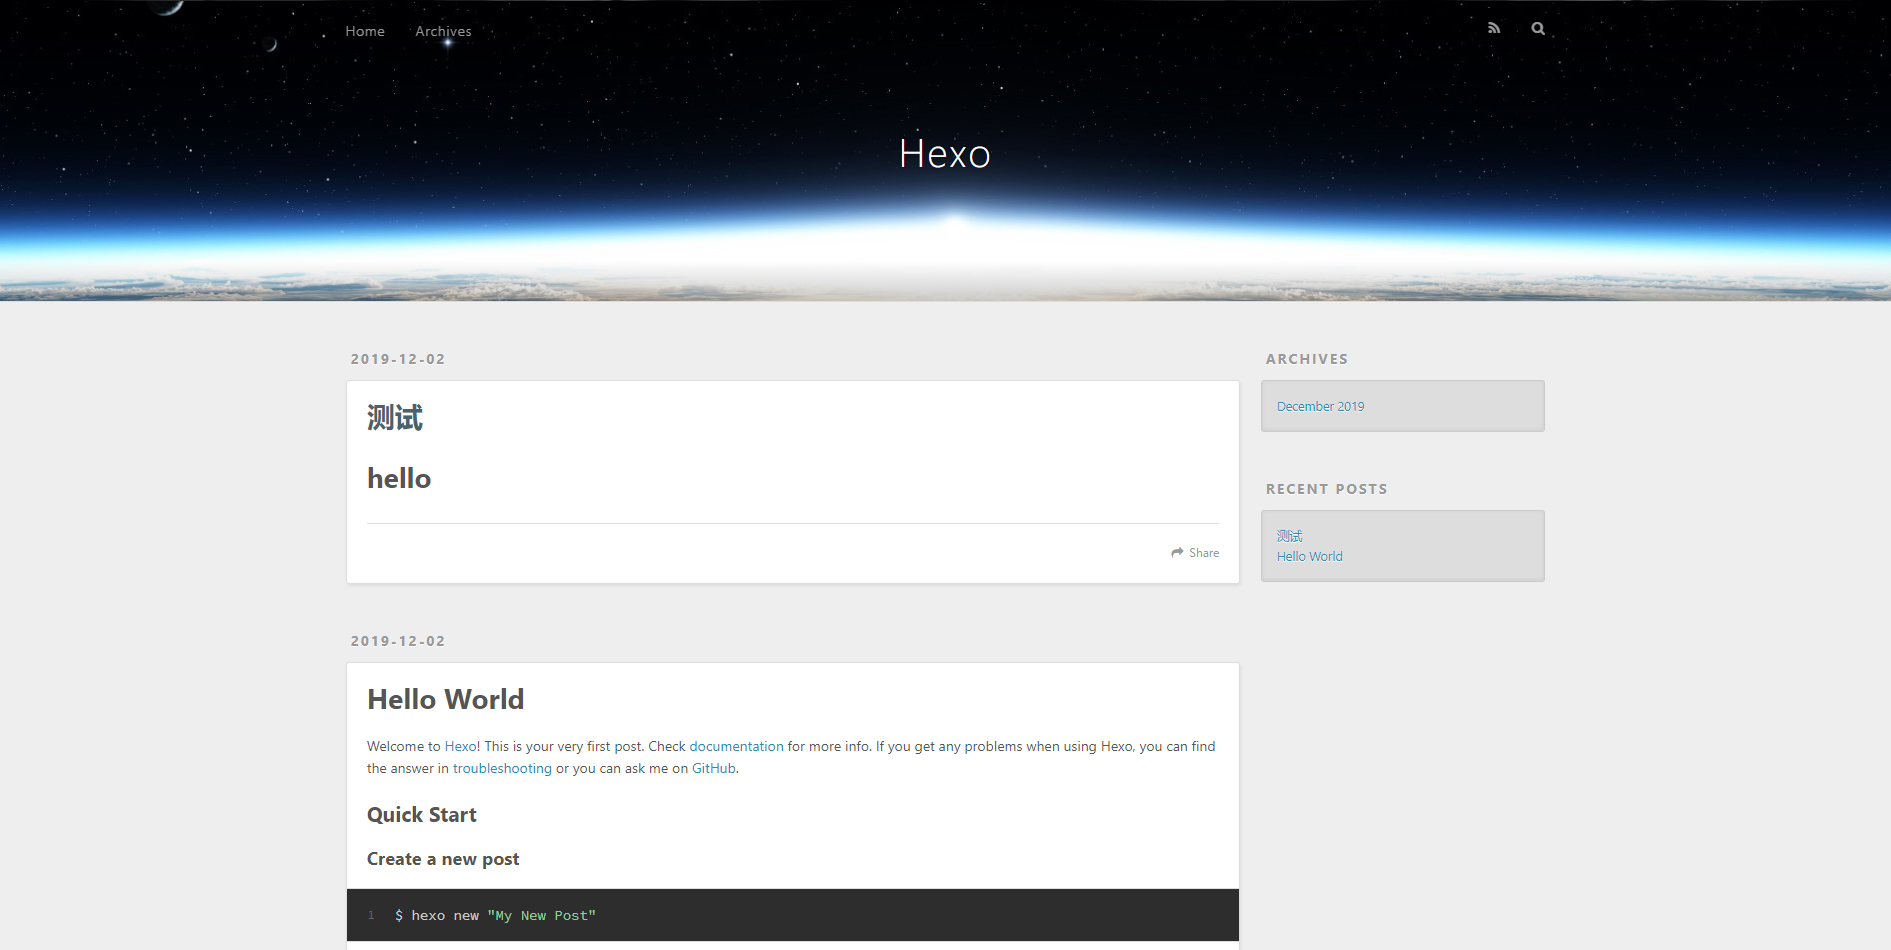 Home Archives
Hexo
2019-12-02
测试
hello
Share
2019-12-02
Hello World
Welcome to Hexo! This is your very first post. Check documentation for more info. If you get any problems when using Hexo, you can find
the answer in troubleshooting or you can ask me on GitHub.
Quick Start
Create a new post
1 $ hexo new "My New Post"
ARCHIVES
December 2019
RECENT POSTS
测试
Hello World